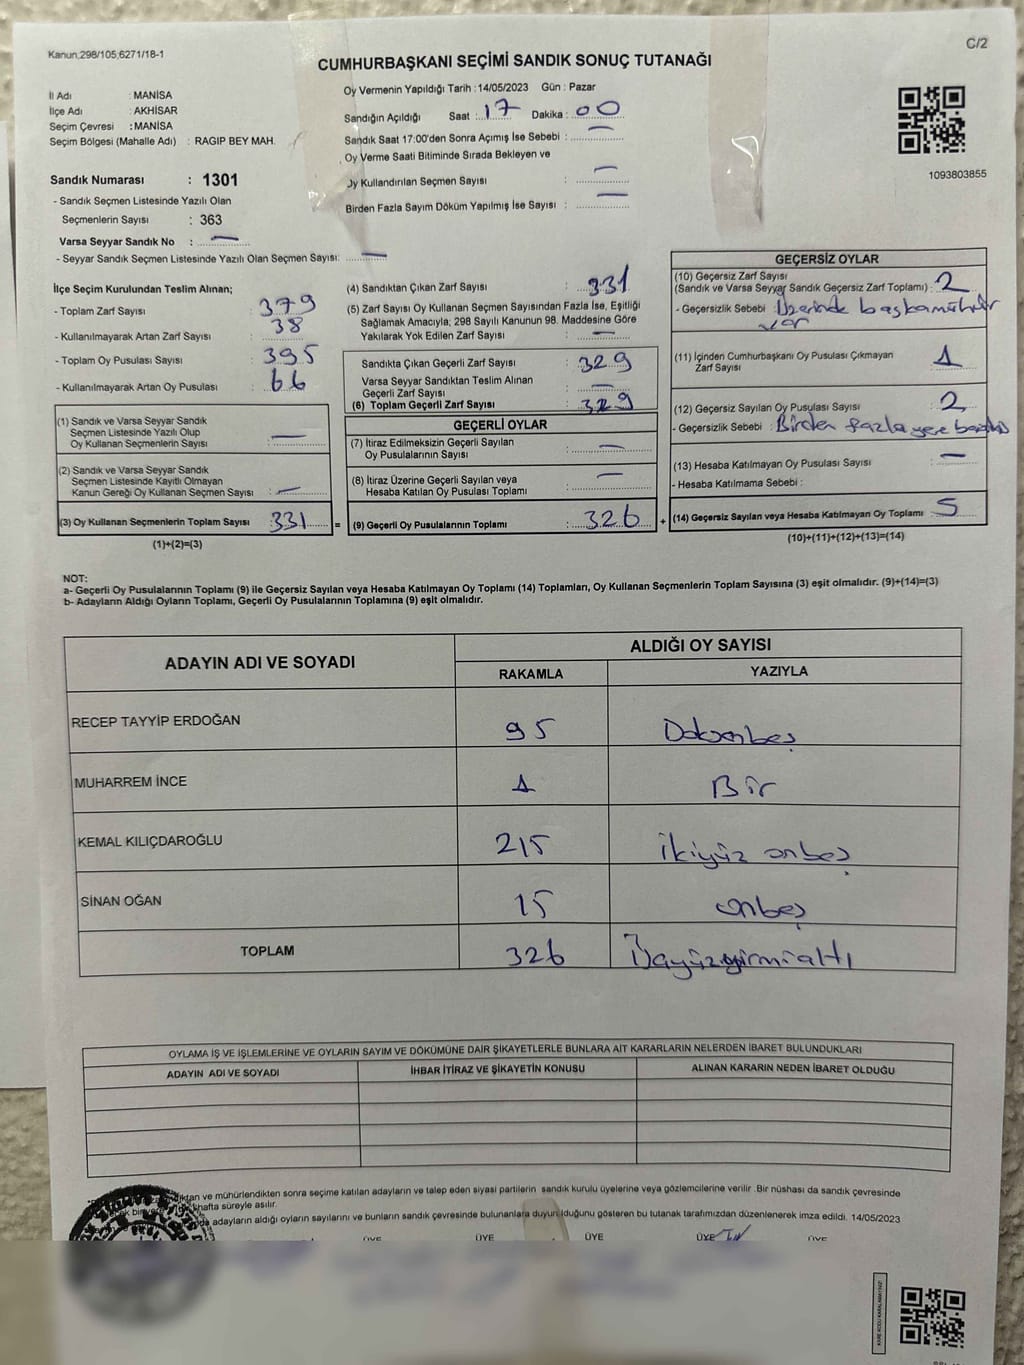 Kanun,298/105,6271/18-1
C/2
CUMHURBAŞKANI SEÇİMİ SANDIK SONUÇ TUTANAĞI
İl Adı : MANİSA
İlçe Adı : AKHİSAR
Seçim Çevresi : MANİSA
Seçim Bölgesi (Mahalle Adı) : RAGIP BEY MAH.
Sandık Numarası : 1301
- Sandık Seçmen Listesinde Yazılı Olan
Seçmenlerin Sayısı : 363
Varsa Seyyar Sandık No : —
- Seyyar Sandık Seçmen Listesinde Yazılı Olan Seçmen Sayısı: —
Oy Vermenin Yapıldığı Tarih : 14/05/2023 Gün : Pazar
Sandığın Açıldığı Saat : 17 Dakika : 00
Sandık Saat 17:00'den Sonra Açımış İse Sebebi : —
Oy Verme Saati Bitiminde Sırada Bekleyen ve
Oy Kullandırılan Seçmen Sayısı : —
Birden Fazla Sayım Döküm Yapılmış İse Sayısı : —
1093803855
İlçe Seçim Kurulundan Teslim Alınan;
- Toplam Zarf Sayısı : 379
- Kullanılmayarak Artan Zarf Sayısı : 38
- Toplam Oy Pusulası Sayısı : 395
- Kullanılmayarak Artan Oy Pusulası : 66
(1) Sandık ve Varsa Seyyar Sandık
Seçmen Listesinde Yazılı Olup
Oy Kullanan Seçmenlerin Sayısı : —
(2) Sandık ve Varsa Seyyar Sandık
Seçmen Listesinde Kayıtlı Olmayan
Kanun Gereği Oy Kullanan Seçmen Sayısı : —
(3) Oy Kullanan Seçmenlerin Toplam Sayısı : 331
(1)+(2)=(3)
(4) Sandıktan Çıkan Zarf Sayısı : 331
(5) Zarf Sayısı Oy Kullanan Seçmen Sayısından Fazla İse, Eşitliği
Sağlamak Amacıyla; 298 Sayılı Kanunun 98. Maddesine Göre
Yakılarak Yok Edilen Zarf Sayısı : —
Sandıkta Çıkan Geçerli Zarf Sayısı : 329
Varsa Seyyar Sandıktan Teslim Alınan
Geçerli Zarf Sayısı : —
(6) Toplam Geçerli Zarf Sayısı : 329
GEÇERLİ OYLAR
(7) İtiraz Edilmeksizin Geçerli Sayılan
Oy Pusulalarının Sayısı : —
(8) İtiraz Üzerine Geçerli Sayılan veya
Hesaba Katılan Oy Pusulası Toplamı : —
= (9) Geçerli Oy Pusulalarının Toplamı : 326
GEÇERSİZ OYLAR
(10) Geçersiz Zarf Sayısı
(Sandık ve Varsa Seyyar Sandık Geçersiz Zarf Toplamı) : 2
- Geçersizlik Sebebi : Üzerinde başka mühür
var
(11) İçinden Cumhurbaşkanı Oy Pusulası Çıkmayan
Zarf Sayısı : 1
(12) Geçersiz Sayılan Oy Pusulası Sayısı : 2
- Geçersizlik Sebebi : Birden fazla yere
(13) Hesaba Katılmayan Oy Pusulası Sayısı : —
- Hesaba Katılmama Sebebi :
+ (14) Geçersiz Sayılan veya Hesaba Katılmayan Oy Toplamı : 5
(10)+(11)+(12)+(13)=(14)
NOT:
a- Geçerli Oy Pusulalarının Toplamı (9) ile Geçersiz Sayılan veya Hesaba Katılmayan Oy Toplamı (14) Toplamları, Oy Kullanan Seçmenlerin Toplam Sayısına (3) eşit olmalıdır. (9)+(14)=(3)
b- Adayların Aldığı Oyların Toplamı, Geçerli Oy Pusulalarının Toplamına (9) eşit olmalıdır.
ADAYIN ADI VE SOYADI
ALDIĞI OY SAYISI
RAKAMLA YAZIYLA
RECEP TAYYİP ERDOĞAN 95 Doksanbeş
MUHARREM İNCE 1 Bir
KEMAL KILIÇDAROĞLU 215 ikiyüz onbeş
SİNAN OĞAN 15 onbeş
TOPLAM 326 Üçyüzyirmialtı
OYLAMA İŞ VE İŞLEMLERİNE VE OYLARIN SAYIM VE DÖKÜMÜNE DAİR ŞİKAYETLERLE BUNLARA AIT KARARLARIN NELERDEN İBARET BULUNDUKLARI
ADAYIN ADI VE SOYADI İHBAR İTİRAZ VE ŞİKAYETİN KONUSU ALINAN KARARIN NEDEN İBARET OLDUĞU
ve mühürlendikten sonra seçime katılan adayların ve talep eden siyasi partilerin sandık kurulu üyelerine veya gözlemcilerine verilir .Bir nüshası da sandık çevresinde
hafta süreyle asılır.
adayların aldığı oyların sayılarını ve bunların sandık çevresinde bulunanlara duyurulduğunu gösteren bu tutanak tarafımızdan düzenlenerek imza edildi. 14/05/2023
ÜYE ÜYE ÜYE ÜYE ÜYE